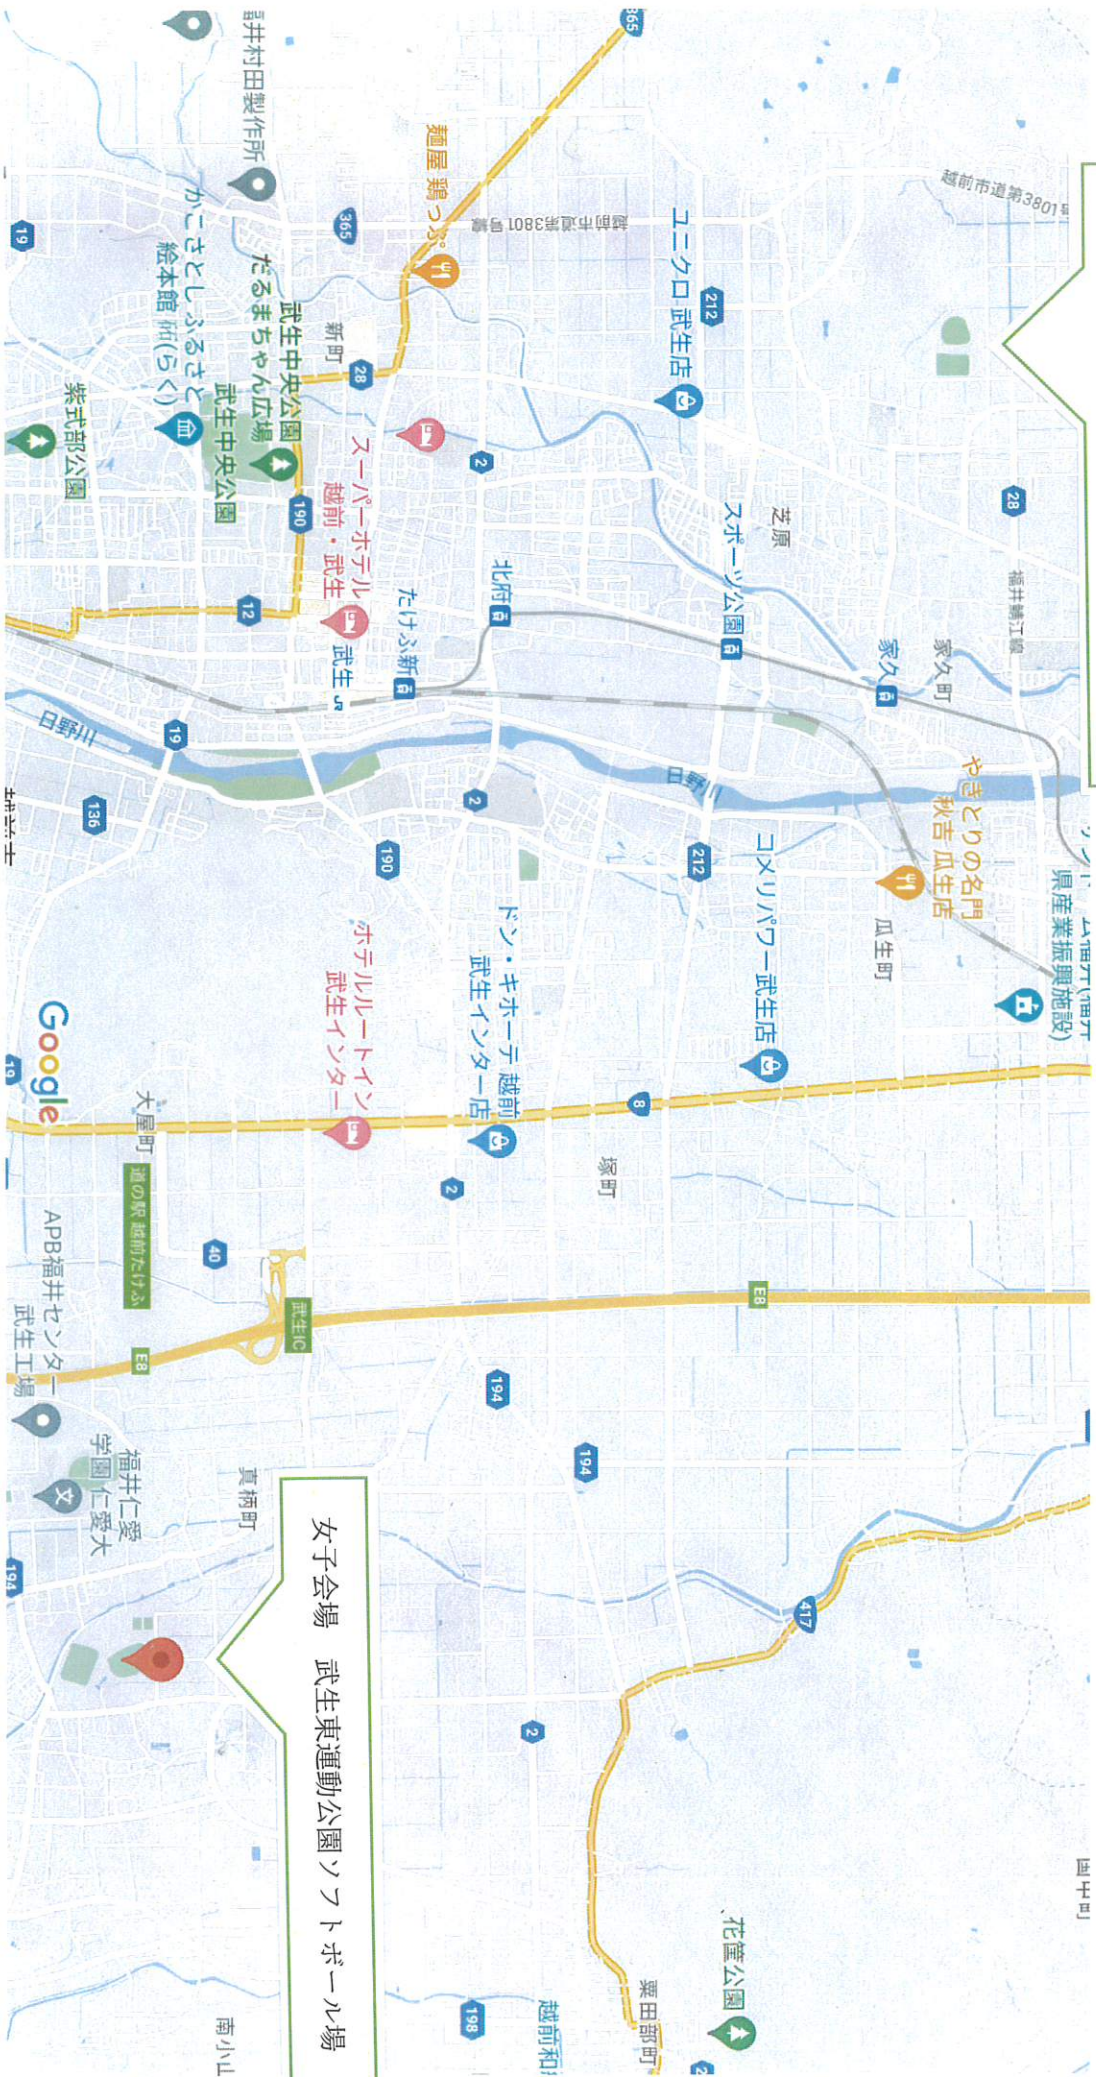 365
福井村田製作所
麺屋 鶏つぷ
越前市道第3801号線
越前市道第3801号
365
19
かこさとし ふるさと
絵本館 砳(らく)
武生中央公園
だるまちゃん広場
武生中央公園
紫式部公園
新町
28
ユニクロ 武生店
212
2
190
12
スーパーホテル
越前・武生
武生 JR
たけふ新
北府
スポーツ公園
芝原
28
福井鯖江線
家久町
家久
日野川
日野川
19
136
2
190
212
やきとりの名門
秋吉 瓜生店
瓜生町
県産業振興施設)
コメリパワー武生店
ドン・キホーテ 越前
武生インター店
ホテルルートイン
武生インター
Google
19
8
大屋町
道の駅 越前たけふ
40
2
塚町
武生IC
E8
E8
APB福井センター
武生工場
194
194
福井仁愛
学園 仁愛大
194
真柄町
女子会場 武生東運動公園ソフトボール場
417
2
花筐公園
粟田部町
198
越前和
南小山
2